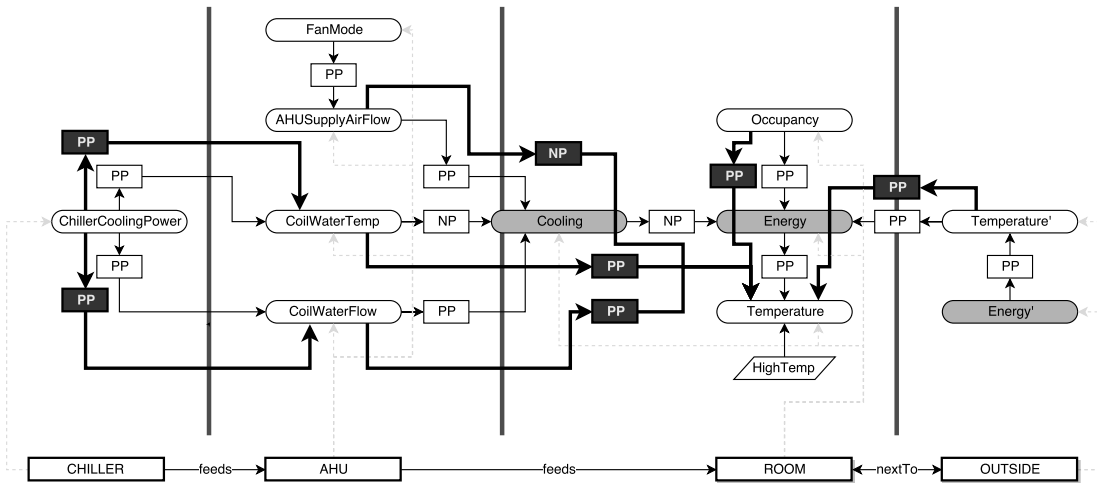 FanMode
PP
AHUSupplyAirFlow
Occupancy
PP
NP
PP
PP
PP
PP
PP
ChillerCoolingPower
CoilWaterTemp
NP
Cooling
NP
Energy
PP
Temperature'
PP
PP
PP
PP
PP
PP
CoilWaterFlow
PP
PP
Temperature
Energy'
HighTemp
CHILLER
feeds
AHU
feeds
ROOM
nextTo
OUTSIDE